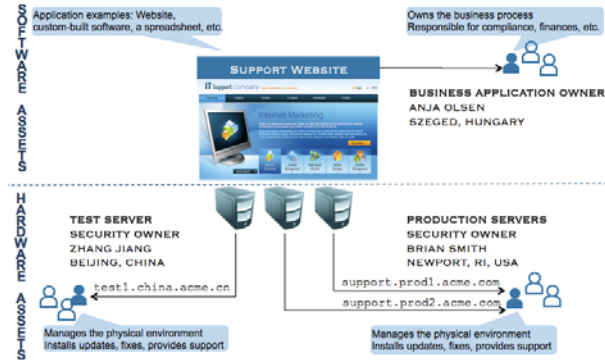 SOFTWARE ASSETS
Application examples: Website,
custom-built software, a spreadsheet, etc.
Owns the business process
Responsible for compliance, finances, etc.
SUPPORT WEBSITE
IT Support company
Internet Marketing
BUSINESS APPLICATION OWNER
ANJA OLSEN
SZEGED, HUNGARY
HARDWARE ASSETS
TEST SERVER
SECURITY OWNER
ZHANG JIANG
BEIJING, CHINA
PRODUCTION SERVERS
SECURITY OWNER
BRIAN SMITH
NEWPORT, RI, USA
test1.china.acme.cn
support.prod1.acme.com
support.prod2.acme.com
Manages the physical environment
Installs updates, fixes, provides support
Manages the physical environment
Installs updates, fixes, provides support